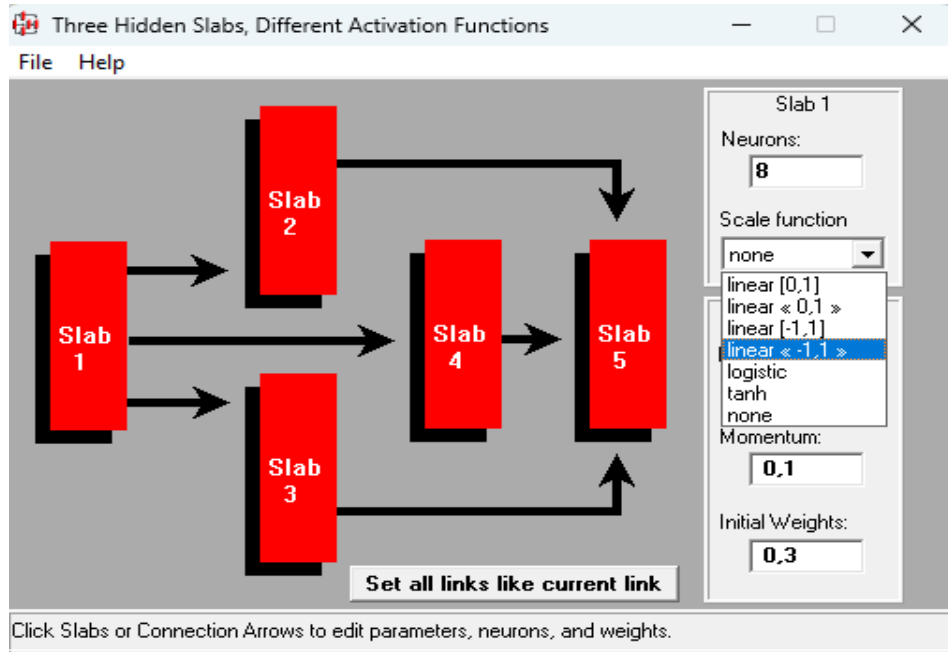 Three Hidden Slabs, Different Activation Functions
File Help
Slab 1
Neurons:
8
Scale function
none
linear [0,1]
linear « 0,1 »
linear [-1,1]
linear « -1,1 »
logistic
tanh
none
Momentum:
0,1
Initial Weights:
0,3
Slab
2
Slab
1
Slab
4
Slab
5
Slab
3
Set all links like current link
Click Slabs or Connection Arrows to edit parameters, neurons, and weights.